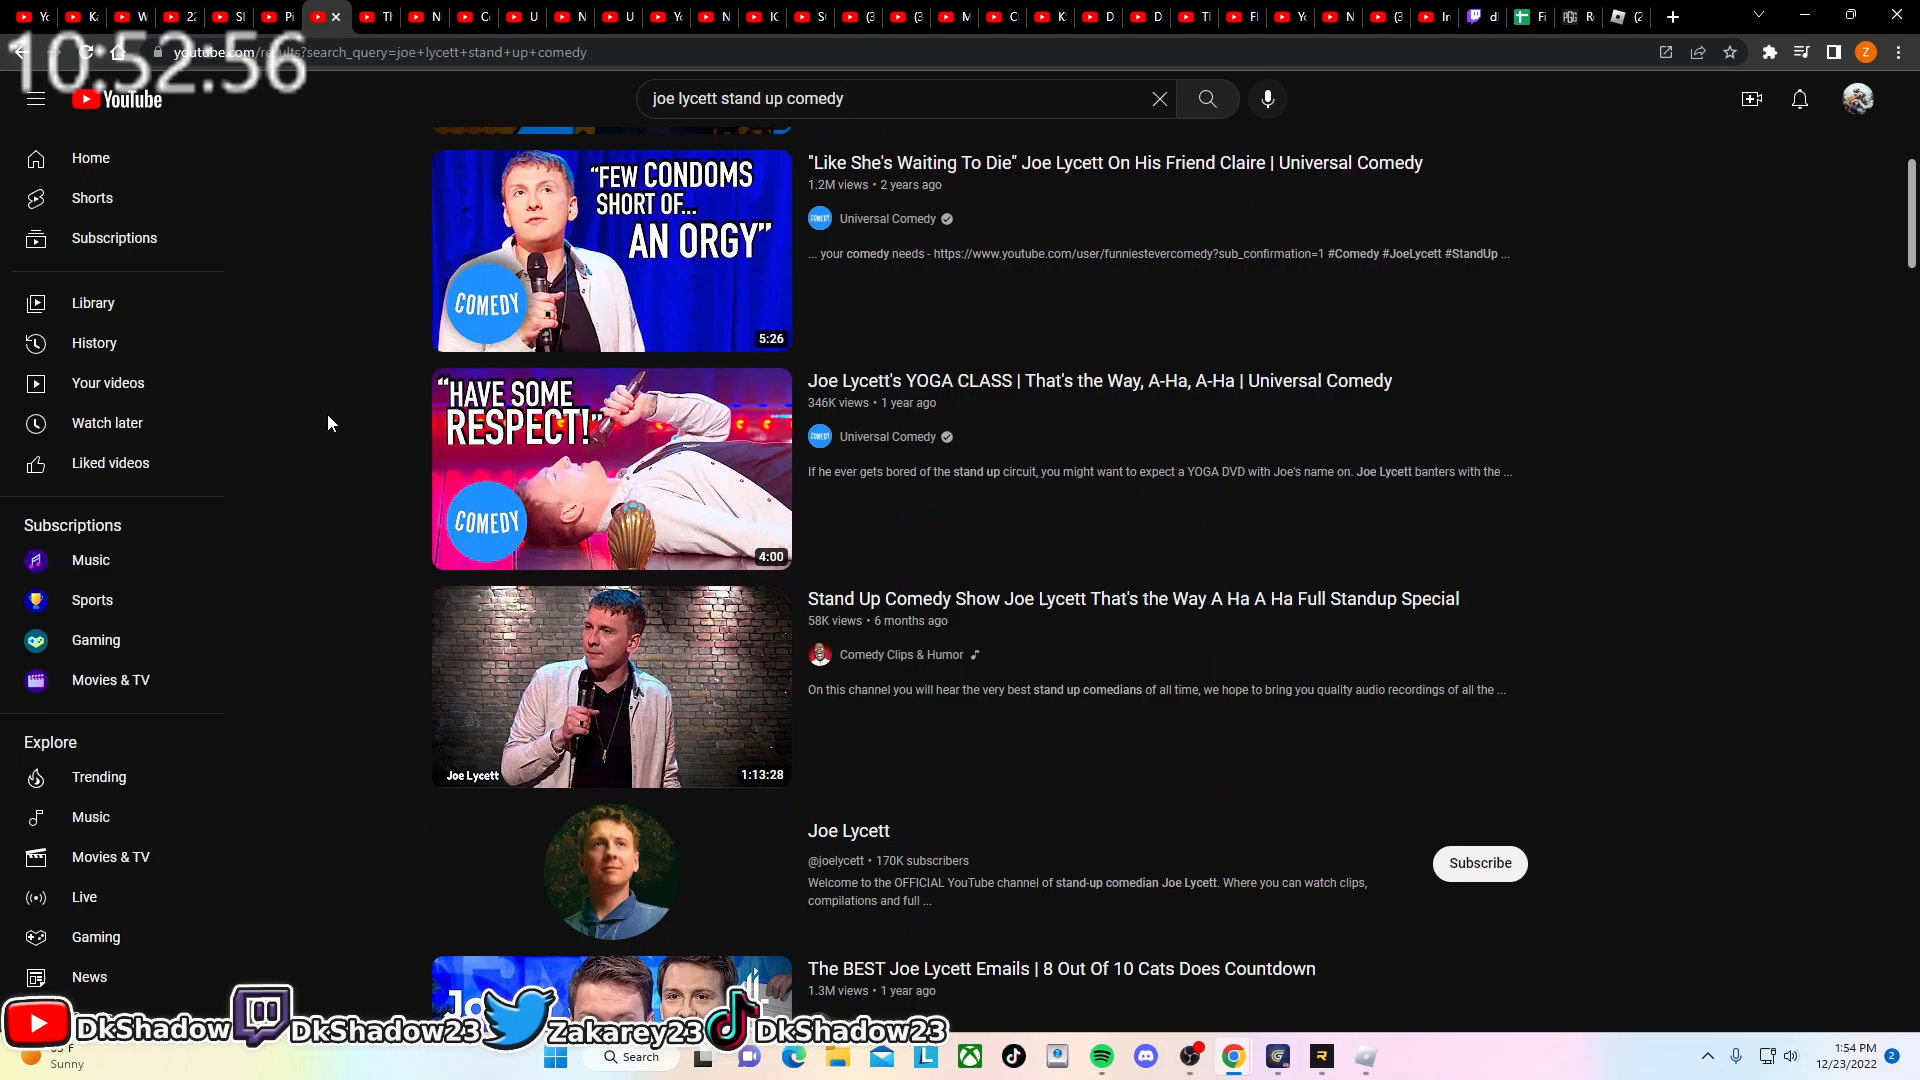 10:52:56
youtube.com/results?search_query=joe+lycett+stand+up+comedy
YouTube
joe lycett stand up comedy
Home
Shorts
Subscriptions
Library
History
Your videos
Watch later
Liked videos
Subscriptions
Music
Sports
Gaming
Movies & TV
Explore
Trending
Music
Movies & TV
Live
Gaming
News
"FEW CONDOMS
SHORT OF...
AN ORGY"
COMEDY
5:26
"Like She's Waiting To Die" Joe Lycett On His Friend Claire | Universal Comedy
1.2M views • 2 years ago
Universal Comedy
... your comedy needs - https://www.youtube.com/user/funniestevercomedy?sub_confirmation=1 #Comedy #JoeLycett #StandUp ...
"HAVE SOME
RESPECT!"
COMEDY
4:00
Joe Lycett's YOGA CLASS | That's the Way, A-Ha, A-Ha | Universal Comedy
346K views • 1 year ago
Universal Comedy
If he ever gets bored of the stand up circuit, you might want to expect a YOGA DVD with Joe's name on. Joe Lycett banters with the ...
Joe Lycett
1:13:28
Stand Up Comedy Show Joe Lycett That's the Way A Ha A Ha Full Standup Special
58K views • 6 months ago
Comedy Clips & Humor
On this channel you will hear the very best stand up comedians of all time, we hope to bring you quality audio recordings of all the ...
Joe Lycett
@joelycett • 170K subscribers
Welcome to the OFFICIAL YouTube channel of stand-up comedian Joe Lycett. Where you can watch clips,
compilations and full ...
Subscribe
The BEST Joe Lycett Emails | 8 Out Of 10 Cats Does Countdown
1.3M views • 1 year ago
DkShadow
DkShadow23
Zakarey23
DkShadow23
Sunny
Search
1:54 PM
12/23/2022
2